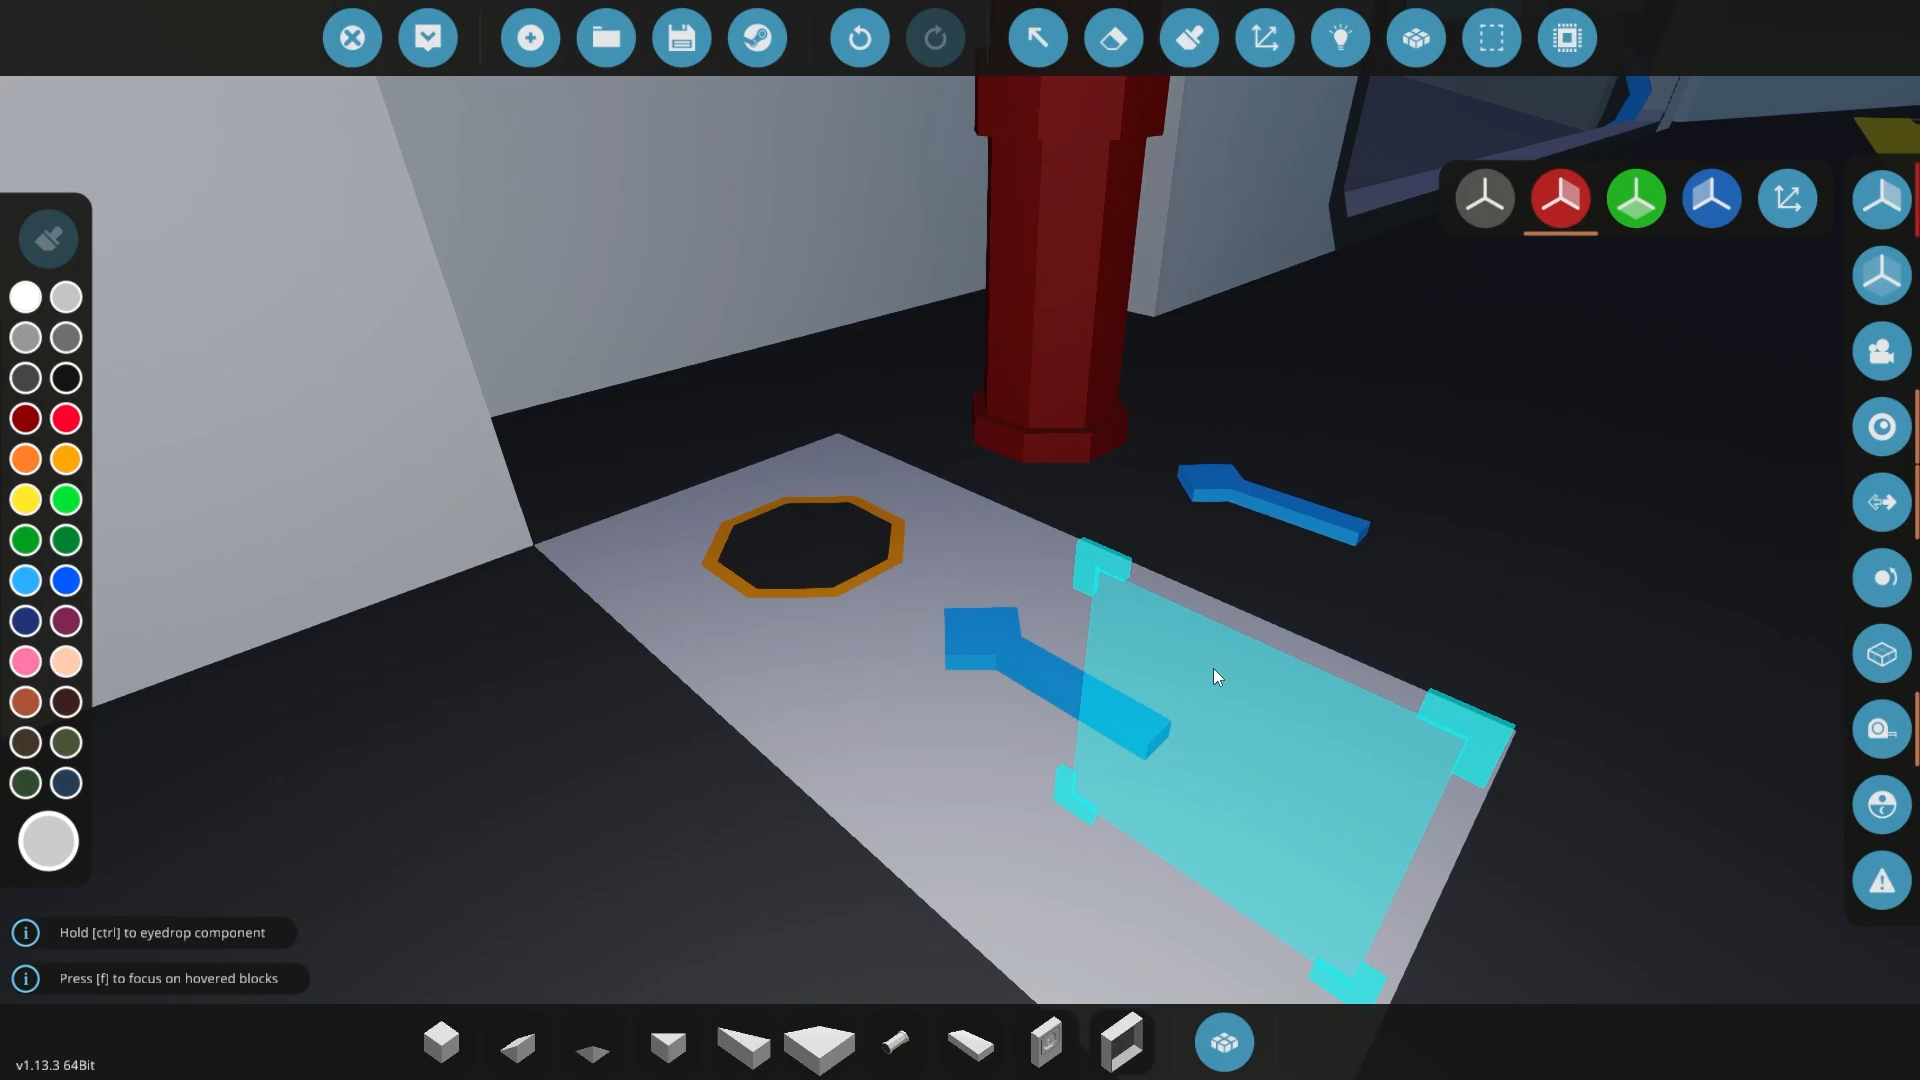 Hold [ctrl] to eyedrop component
Press [f] to focus on hovered blocks
v1.13.3 64Bit